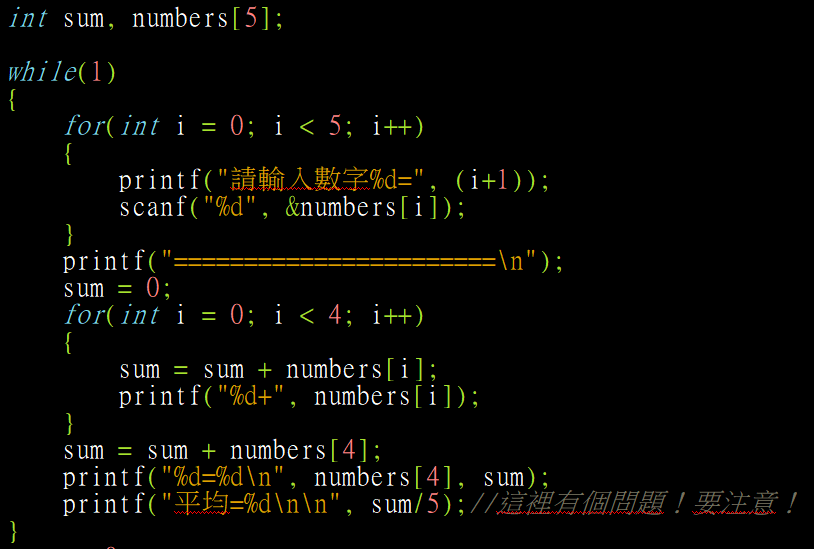 int sum, numbers[5];
while(1)
{
for(int i = 0; i < 5; i++)
{
printf("請輸入數字%d=", (i+1));
scanf("%d", &numbers[i]);
}
printf("=======================\n");
sum = 0;
for(int i = 0; i < 4; i++)
{
sum = sum + numbers[i];
printf("%d+", numbers[i]);
}
sum = sum + numbers[4];
printf("%d=%d\n", numbers[4], sum);
printf("平均=%d\n\n", sum/5);//這裡有個問題！要注意！
}